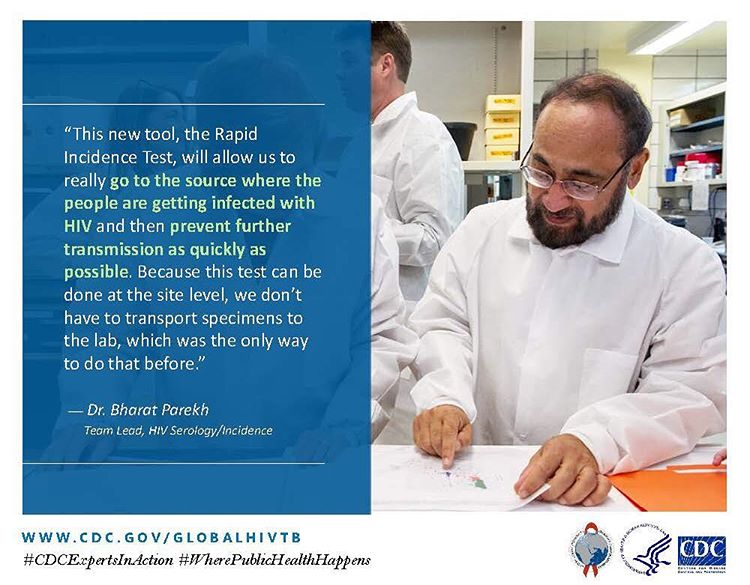 “This new tool, the Rapid
Incidence Test, will allow us to
really go to the source where the
people are getting infected with
HIV and then prevent further
transmission as quickly as
possible. Because this test can be
done at the site level, we don’t
have to transport specimens to
the lab, which was the only way
to do that before.”
— Dr. Bharat Parekh
Team Lead, HIV Serology/Incidence
WWW.CDC.GOV/GLOBALHIVTB
#CDCExpertsInAction #WherePublicHealthHappens
CDC